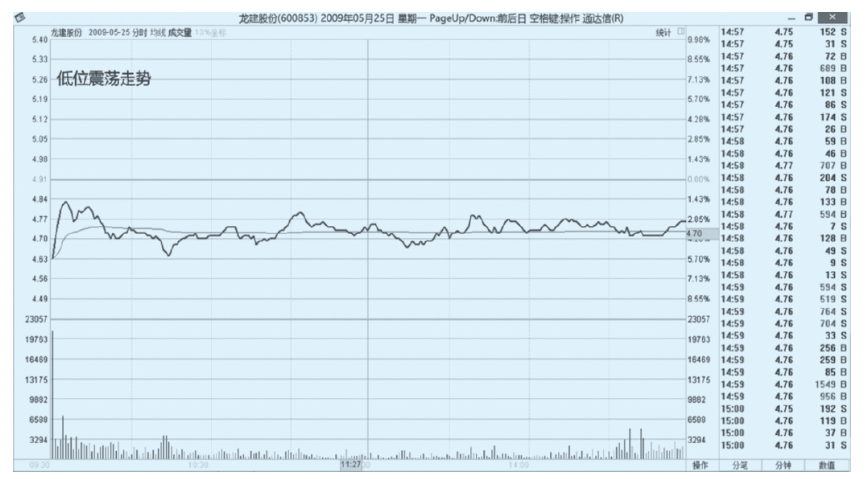 龙建股份(600853) 2009年05月25日 星期一 PageUp/Down:前后日 空格键:操作 通达信(R)
龙建股份 2009-05-25 分时 均线 成交量
统计
低位震荡走势
5.40 9.98%
5.33 8.55%
5.26 7.13%
5.19 5.70%
5.12 4.28%
5.05 2.85%
4.98 1.43%
4.91 0.00%
4.84 1.43%
4.77 2.85%
4.70 4.70
4.63 5.70%
4.56 7.13%
4.49 8.55%
23057 23057
19763 19763
16469 16469
13175 13175
9882 9882
6588 6588
3294 3294
09:30 10:30 11:27 14:00 操作 分笔 分钟 数值
14:57 4.75 152 S
14:57 4.75 31 S
14:57 4.76 72 B
14:57 4.76 689 B
14:57 4.76 108 B
14:57 4.76 121 S
14:57 4.76 86 S
14:57 4.76 174 S
14:57 4.76 26 B
14:58 4.76 59 B
14:58 4.76 46 B
14:58 4.77 707 B
14:58 4.76 204 S
14:58 4.76 78 B
14:58 4.76 133 B
14:58 4.77 594 B
14:58 4.76 7 S
14:58 4.76 128 B
14:58 4.76 49 S
14:58 4.76 9 S
14:58 4.76 13 S
14:59 4.76 594 S
14:59 4.76 519 S
14:59 4.76 764 S
14:59 4.76 704 S
14:59 4.76 33 S
14:59 4.76 256 B
14:59 4.76 259 B
14:59 4.76 85 B
14:59 4.76 1549 B
14:59 4.76 956 B
15:00 4.75 192 S
15:00 4.76 119 B
15:00 4.76 37 B
15:00 4.76 31 S